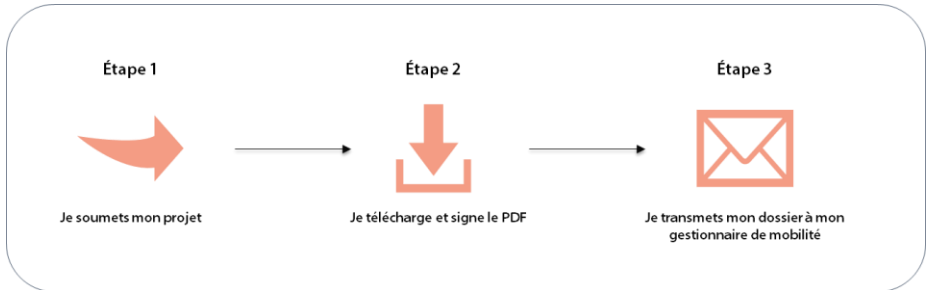 Étape 1
Étape 2
Étape 3
Je soumets mon projet
Je télécharge et signe le PDF
Je transmets mon dossier à mon
gestionnaire de mobilité